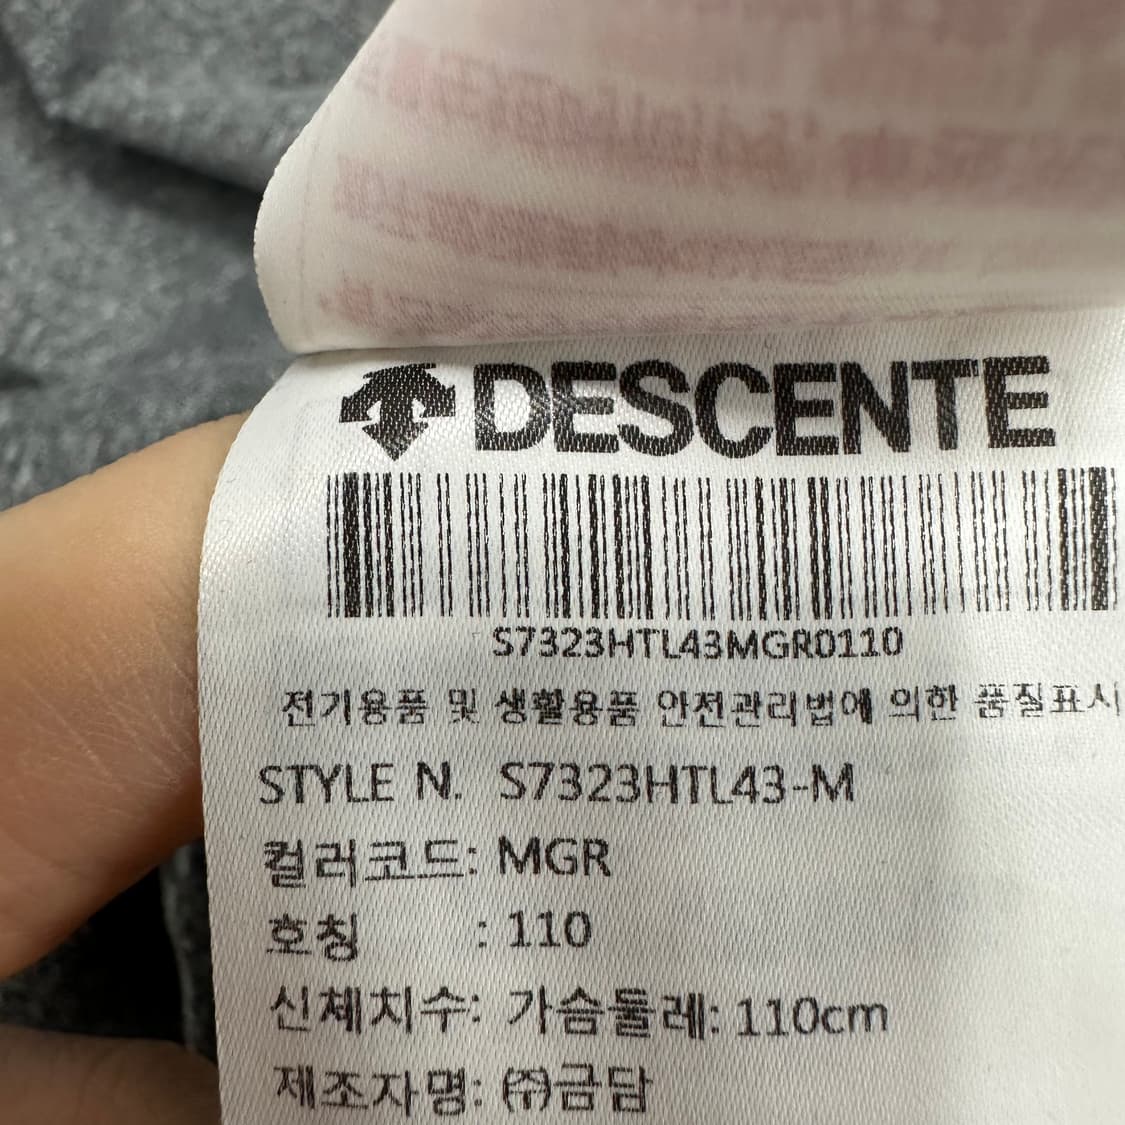 DESCENTE
S7323HTL43MGR0110
전기용품 및 생활용품 안전관리법에 의한 품질표시
STYLE N. S7323HTL43-M
컬러코드: MGR
호칭 : 110
신체치수: 가슴둘레: 110cm
제조자명: ㈜금담